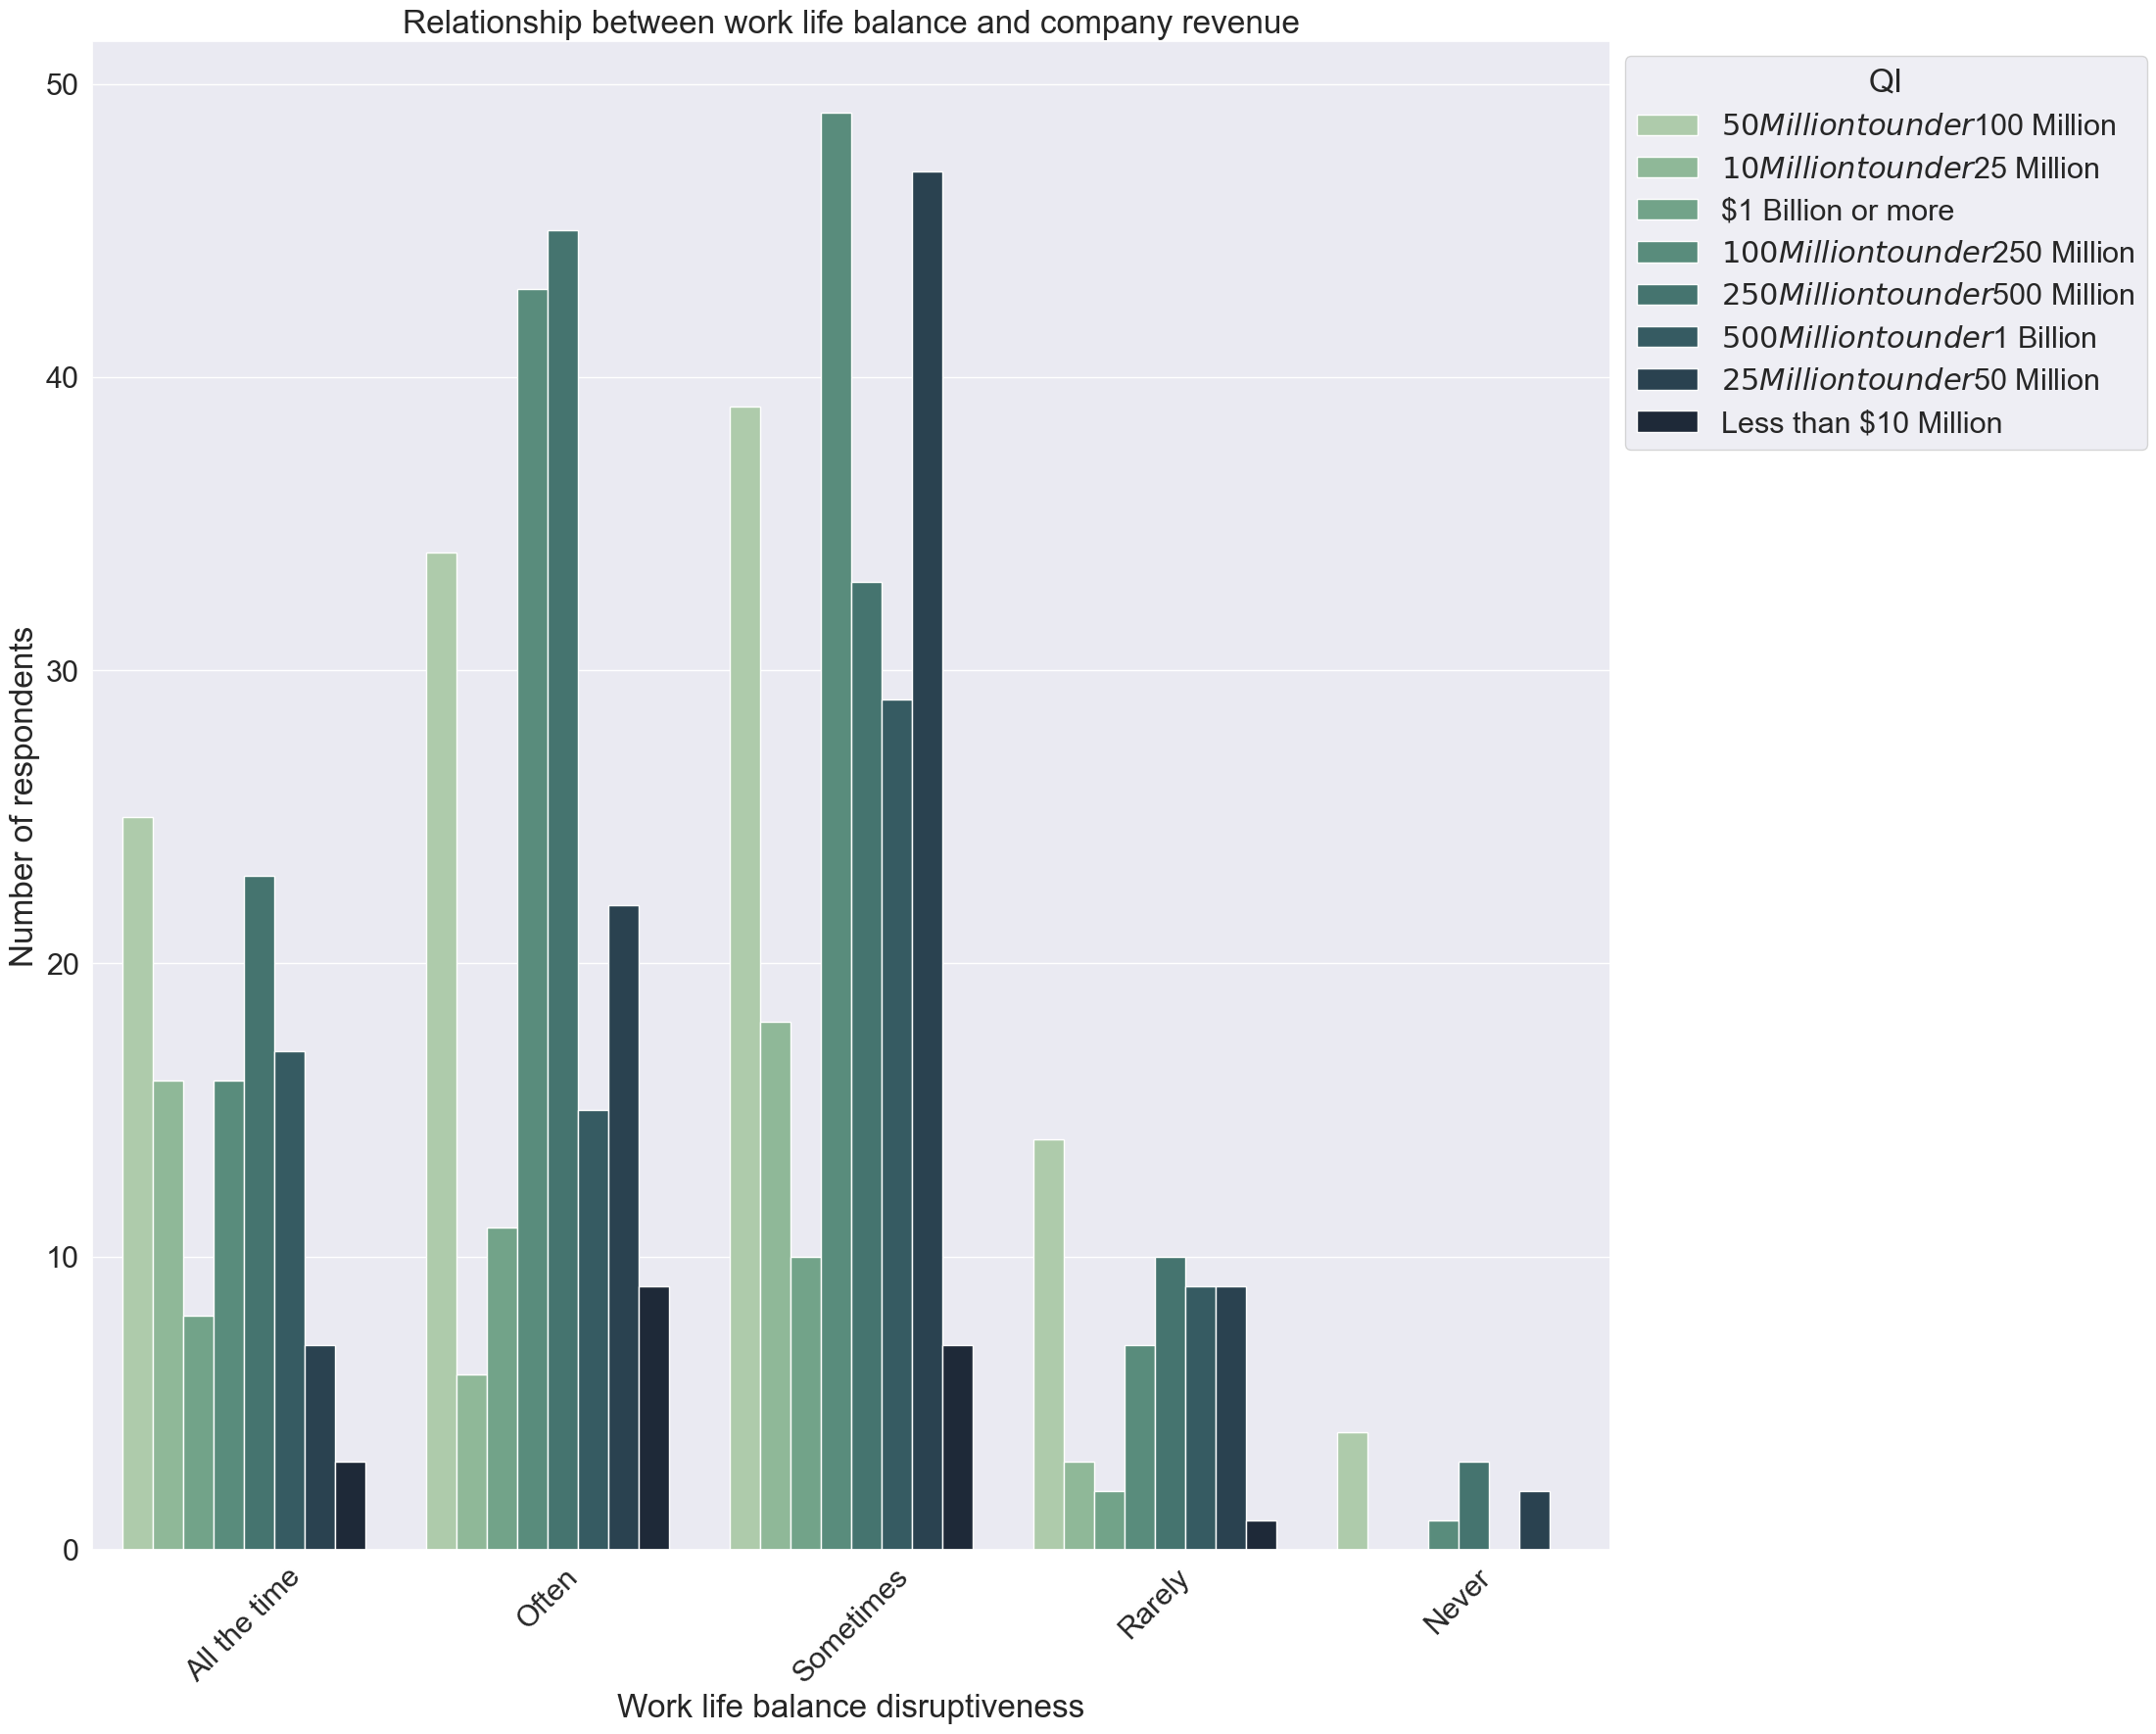 Relationship between work life balance and company revenue
50
40
30
20
10
0
Number of respondents
All the time
Often
Sometimes
Rarely
Never
Work life balance disruptiveness
QI
50Milliontounder100 Million
10Milliontounder25 Million
$1 Billion or more
100Milliontounder250 Million
250Milliontounder500 Million
500Milliontounder1 Billion
25Milliontounder50 Million
Less than $10 Million